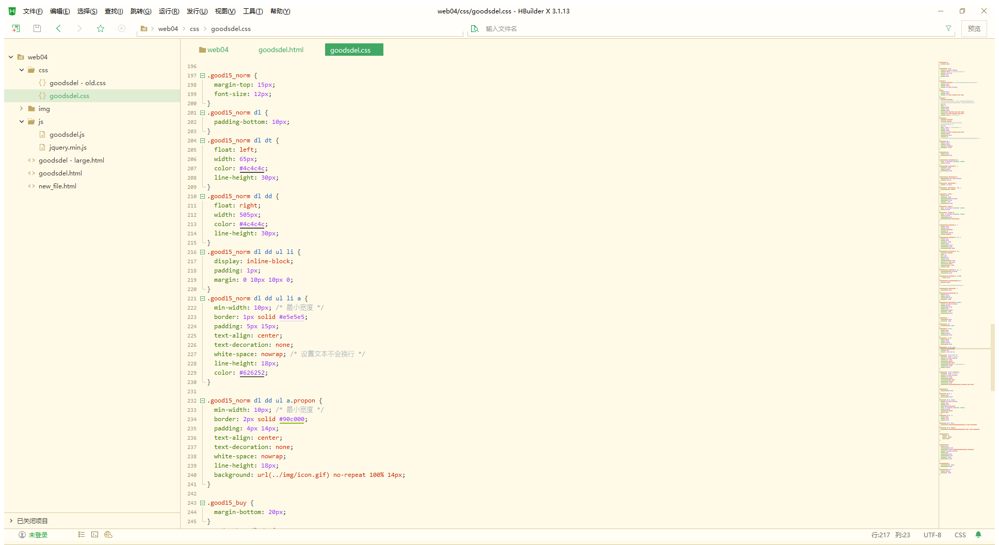 文件(F) 编辑(E) 选择(S) 查找(I) 跳转(G) 运行(R) 发行(U) 视图(V) 工具(T) 帮助(Y) web04/css/goodsdel.css - HBuilder X 3.1.13
web04 css goodsdel.css 输入文件名 预览
web04
css
goodsdel - old.css
goodsdel.css
img
js
goodsdel.js
jquery.min.js
goodsdel - large.html
goodsdel.html
new_file.html
已关闭项目
web04 goodsdel.html goodsdel.css
196
197 .good15_norm {
198 margin-top: 15px;
199 font-size: 12px;
200 }
201 .good15_norm dl {
202 padding-bottom: 10px;
203 }
204 .good15_norm dl dt {
205 float: left;
206 width: 65px;
207 color: #4c4c4c;
208 line-height: 30px;
209 }
210 .good15_norm dl dd {
211 float: right;
212 width: 505px;
213 color: #4c4c4c;
214 line-height: 30px;
215 }
216 .good15_norm dl dd ul li {
217 display: inline-block;
218 padding: 1px;
219 margin: 0 10px 10px 0;
220 }
221 .good15_norm dl dd ul li a {
222 min-width: 10px; /* 最小宽度 */
223 border: 1px solid #e5e5e5;
224 padding: 5px 15px;
225 text-align: center;
226 text-decoration: none;
227 white-space: nowrap; /* 设置文本不会换行 */
228 line-height: 18px;
229 color: #626252;
230 }
231
232 .good15_norm dl dd ul a.propon {
233 min-width: 10px; /* 最小宽度 */
234 border: 2px solid #90c000;
235 padding: 4px 14px;
236 text-align: center;
237 text-decoration: none;
238 white-space: nowrap;
239 line-height: 18px;
240 background: url(../img/icon.gif) no-repeat 100% 14px;
241 }
242
243 .good15_buy {
244 margin-bottom: 20px;
245 }
未登录 行:217 列:23 UTF-8 CSS